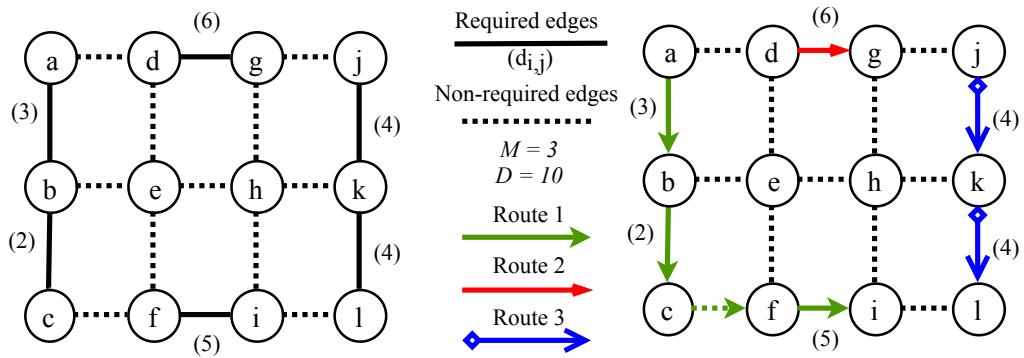 (6)
a d g j
(3)
(4)
b e h k
(2)
(4)
c f i l
(5)
Required edges
(d_{i,j})
Non-required edges
M = 3
D = 10
Route 1
Route 2
Route 3
(6)
a d g j
(3)
(4)
b e h k
(2)
(4)
c f i l
(5)